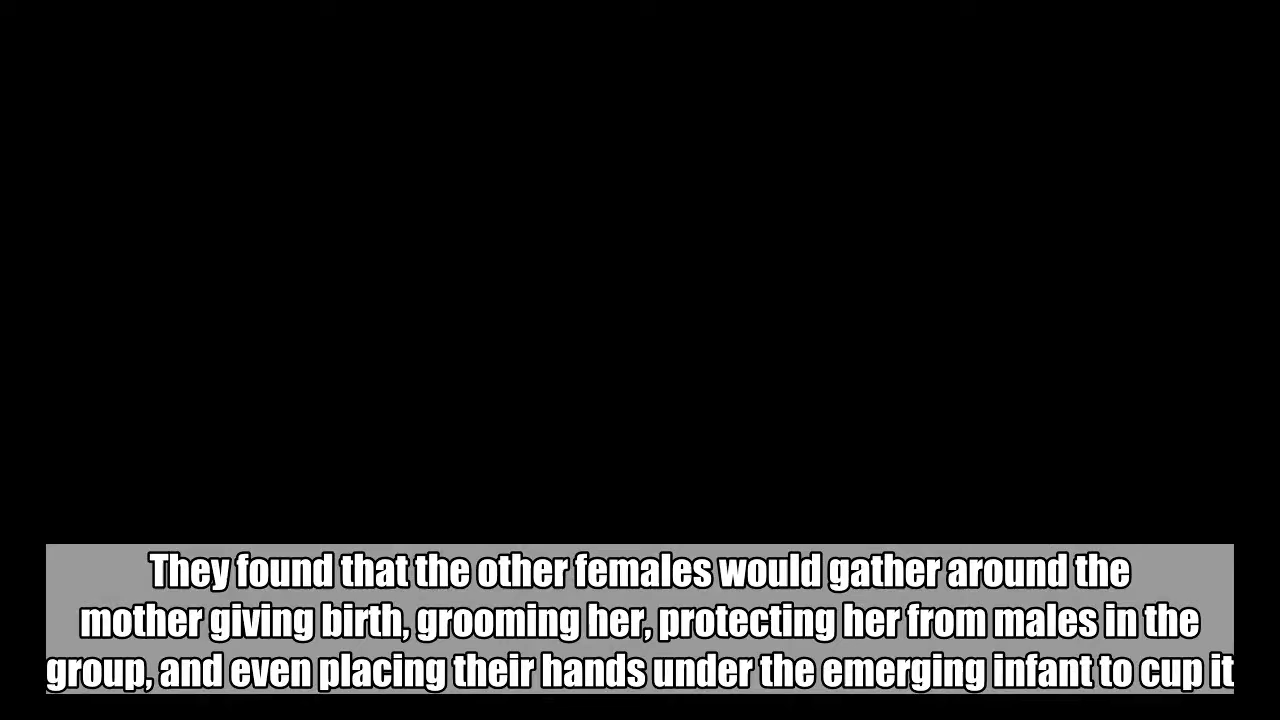 They found that the other females would gather around the
mother giving birth, grooming her, protecting her from males in the
group, and even placing their hands under the emerging infant to cup it